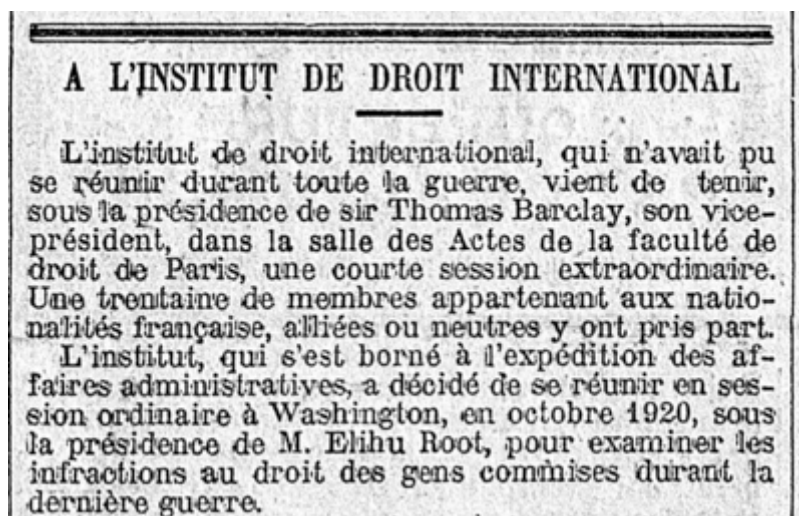 A L'INSTITUT DE DROIT INTERNATIONAL
L'institut de droit international, qui n'avait pu
se réunir durant toute la guerre, vient de tenir,
sous la présidence de sir Thomas Barclay, son vice-
président, dans la salle des Actes de la faculté de
droit de Paris, une courte session extraordinaire.
Une trentaine de membres appartenant aux natio-
nalités française, alliées ou neutres y ont pris part.
L'institut, qui s'est borné à l'expédition des af-
faires administratives, a décidé de se réunir en ses-
sion ordinaire à Washington, en octobre 1920, sous
la présidence de M. Elihu Root, pour examiner les
infractions au droit des gens commises durant la
dernière guerre.